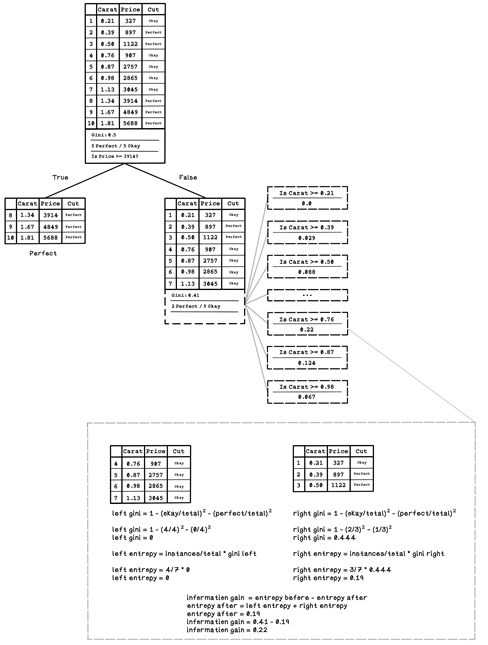 Carat Price Cut
1 0.21 327 Okay
2 0.39 897 Perfect
3 0.50 1122 Perfect
4 0.76 907 Okay
5 0.87 2757 Okay
6 0.98 2865 Okay
7 1.13 3045 Okay
8 1.34 3914 Perfect
9 1.67 4849 Perfect
10 1.81 5688 Perfect
Gini: 0.5
5 Perfect / 5 Okay
Is Price >= 3914?
True
False
Carat Price Cut
8 1.34 3914 Perfect
9 1.67 4849 Perfect
10 1.81 5688 Perfect
Perfect
Carat Price Cut
1 0.21 327 Okay
2 0.39 897 Perfect
3 0.50 1122 Perfect
4 0.76 907 Okay
5 0.87 2757 Okay
6 0.98 2865 Okay
7 1.13 3045 Okay
Gini: 0.41
2 Perfect / 5 Okay
Is Carat >= 0.21
0.0
Is Carat >= 0.39
0.029
Is Carat >= 0.50
0.088
...
Is Carat >= 0.76
0.22
Is Carat >= 0.87
0.124
Is Carat >= 0.98
0.067
Carat Price Cut
4 0.76 907 Okay
5 0.87 2757 Okay
6 0.98 2865 Okay
7 1.13 3045 Okay
left gini = 1 - (okay/total)² - (perfect/total)²
left gini = 1 - (4/4)² - (0/4)²
left gini = 0
left entropy = instances/total * gini left
left entropy = 4/7 * 0
left entropy = 0
Carat Price Cut
1 0.21 327 Okay
2 0.39 897 Perfect
3 0.50 1122 Perfect
right gini = 1 - (okay/total)² - (perfect/total)²
right gini = 1 - (2/3)² - (1/3)²
right gini = 0.444
right entropy = instances/total * gini right
right entropy = 3/7 * 0.444
right entropy = 0.19
information gain = entropy before - entropy after
entropy after = left entropy + right entropy
entropy after = 0.19
information gain = 0.41 - 0.19
information gain = 0.22